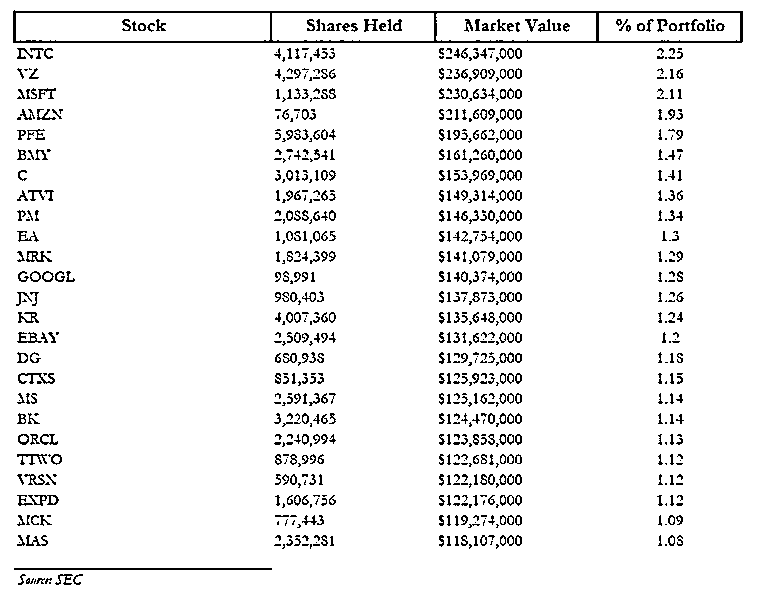 Stock Shares Held Market Value % of Portfolio
INTC 4,117,453 $246,347,000 2.25
VZ 4,297,286 $236,909,000 2.16
MSFT 1,133,288 $230,634,000 2.11
AMZN 76,703 $211,609,000 1.93
PFE 5,983,604 $195,662,000 1.79
BMY 2,742,541 $161,260,000 1.47
C 3,013,109 $153,969,000 1.41
ATVI 1,967,265 $149,314,000 1.36
PM 2,088,640 $146,330,000 1.34
EA 1,081,065 $142,754,000 1.3
MRK 1,824,399 $141,079,000 1.29
GOOGL 98,991 $140,374,000 1.28
JNJ 980,403 $137,873,000 1.26
KR 4,007,360 $135,648,000 1.24
EBAY 2,509,494 $131,622,000 1.2
DG 680,938 $129,725,000 1.18
CTXS 851,353 $125,923,000 1.15
MS 2,591,367 $125,162,000 1.14
BK 3,220,465 $124,470,000 1.14
ORCL 2,240,994 $123,858,000 1.13
TTWO 878,996 $122,681,000 1.12
VRSN 590,731 $122,180,000 1.12
EXPD 1,606,756 $122,176,000 1.12
MCK 777,443 $119,274,000 1.09
MAS 2,352,281 $118,107,000 1.08
Source: SEC